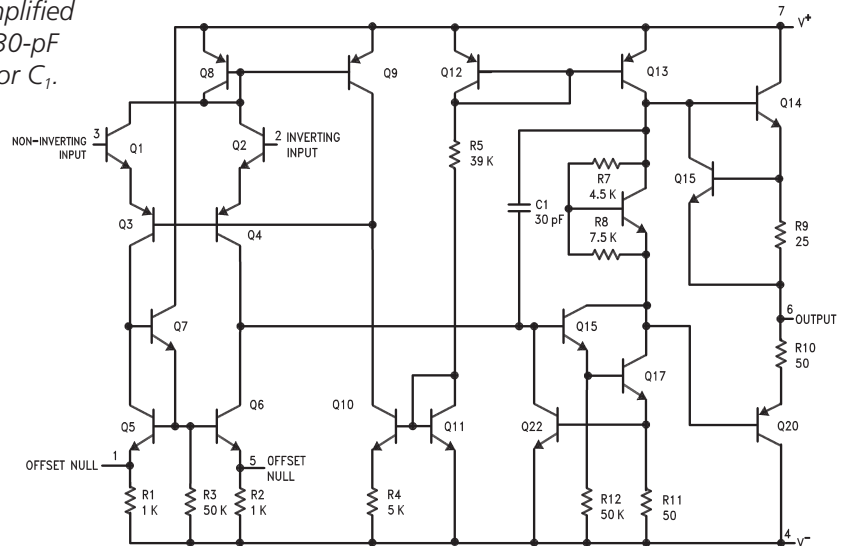 nplified
30-pF
or C₁.
7
V+
Q8
Q9
Q12
Q13
Q14
NON-INVERTING
INPUT
3
Q1
Q2
2 INVERTING
INPUT
R5
39 K
R7
4.5 K
Q15
C1
30 pF
R8
7.5 K
R9
25
Q3
Q4
6
OUTPUT
Q7
Q15
R10
50
Q17
Q5
Q6
Q10
Q11
Q22
Q20
OFFSET NULL
1
5 OFFSET
NULL
R1
1 K
R3
50 K
R2
1 K
R4
5 K
R12
50 K
R11
50
4
V-